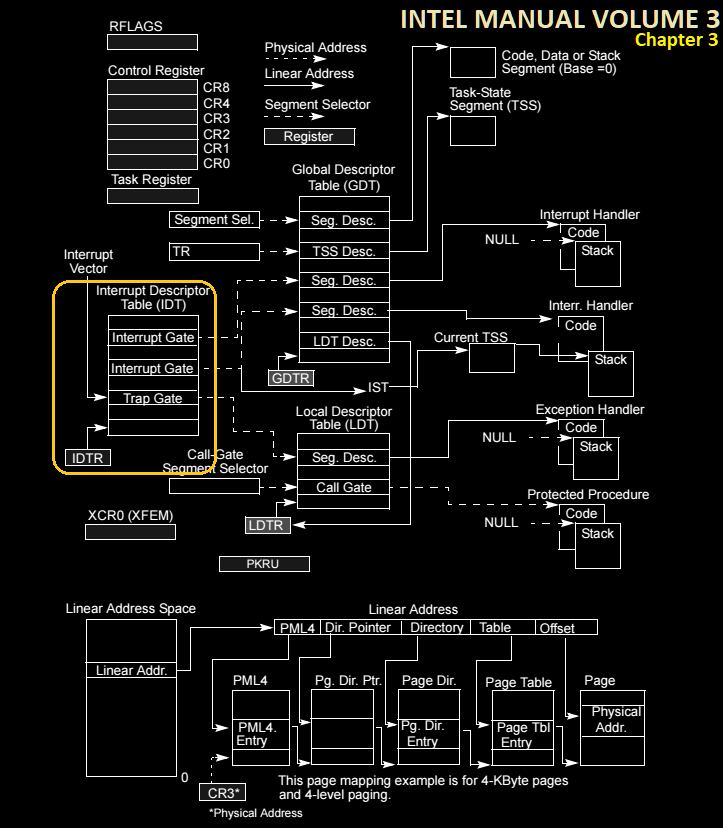 INTEL MANUAL VOLUME 3
Chapter 3
RFLAGS
Control Register
CR8
CR4
CR3
CR2
CR1
CR0
Task Register
Physical Address
Linear Address
Segment Selector
Register
Code, Data or Stack
Segment (Base =0)
Task-State
Segment (TSS)
Global Descriptor
Table (GDT)
Segment Sel.
Seg. Desc.
TR
TSS Desc.
Seg. Desc.
Seg. Desc.
LDT Desc.
GDTR
Interrupt Handler
NULL
Code
Stack
Interrupt
Vector
Interrupt Descriptor
Table (IDT)
Interrupt Gate
Interrupt Gate
Trap Gate
IDTR
Interr. Handler
Code
Current TSS
Stack
IST
Local Descriptor
Table (LDT)
Seg. Desc.
Call Gate
LDTR
Exception Handler
Code
NULL
Stack
Call-Gate
Segment Selector
Protected Procedure
Code
NULL
Stack
XCR0 (XFEM)
PKRU
Linear Address Space
Linear Addr.
0
Linear Address
PML4
Dir. Pointer
Directory
Table
Offset
PML4
PML4.
Entry
Pg. Dir. Ptr.
Page Dir.
Pg. Dir.
Entry
Page Table
Page Tbl
Entry
Page
Physical
Addr.
CR3*
This page mapping example is for 4-KByte pages
and 4-level paging.
*Physical Address